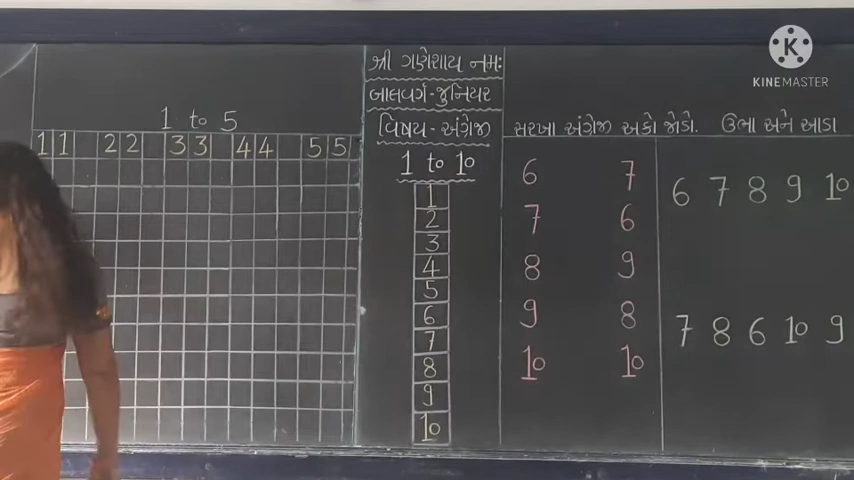 શ્રી ગણેશાય નમઃ
બાલવર્ગ-જુનિયર
વિષય - અંગ્રેજી
1 to 10
1
2
3
4
5
6
7
8
9
10
1 to 5
1 1 2 2 3 3 4 4 5 5
સરખા અંગ્રેજી અકો જોડો.
6 7
7 6
8 9
9 8
10 10
ઉભા અને આડા
6 7 8 9 10
7 8 6 10 9
K
KINEMASTER